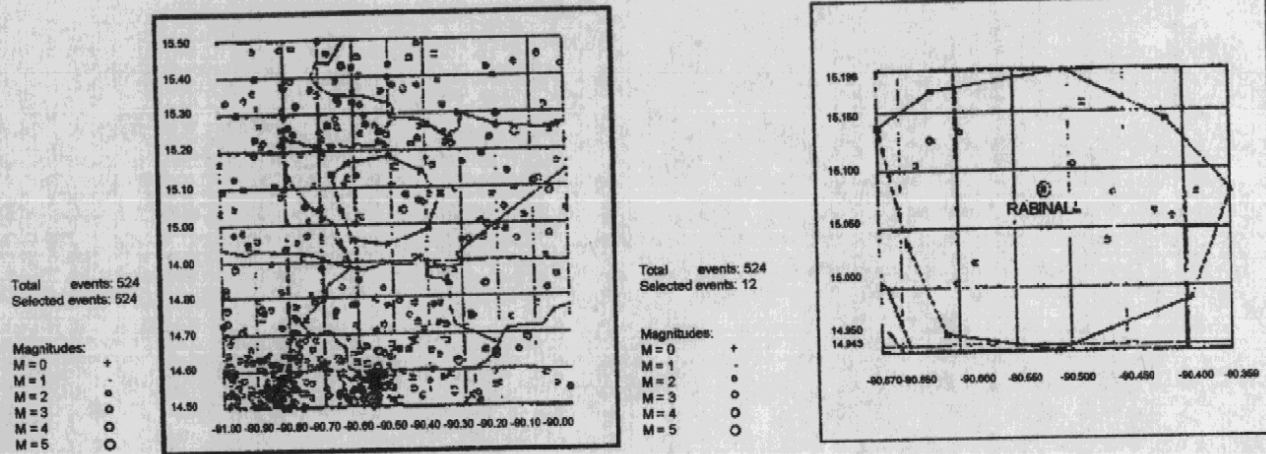 15.50
15.40
15.30
15.20
15.10
15.00
14.90
14.80
14.70
14.60
14.50
-91.00 -90.90 -90.80 -90.70 -90.60 -90.50 -90.40 -90.30 -90.20 -90.10 -90.00
Total events: 524
Selected events: 524
Magnitudes:
M = 0 +
M = 1
M = 2
M = 3
M = 4
M = 5
15.196
15.150
15.100
15.050
15.000
14.950
14.943
RABINAL
-90.670 -90.650 -90.600 -90.550 -90.500 -90.450 -90.400 -90.359
Total events: 524
Selected events: 12
Magnitudes:
M = 0 +
M = 1
M = 2
M = 3
M = 4
M = 5